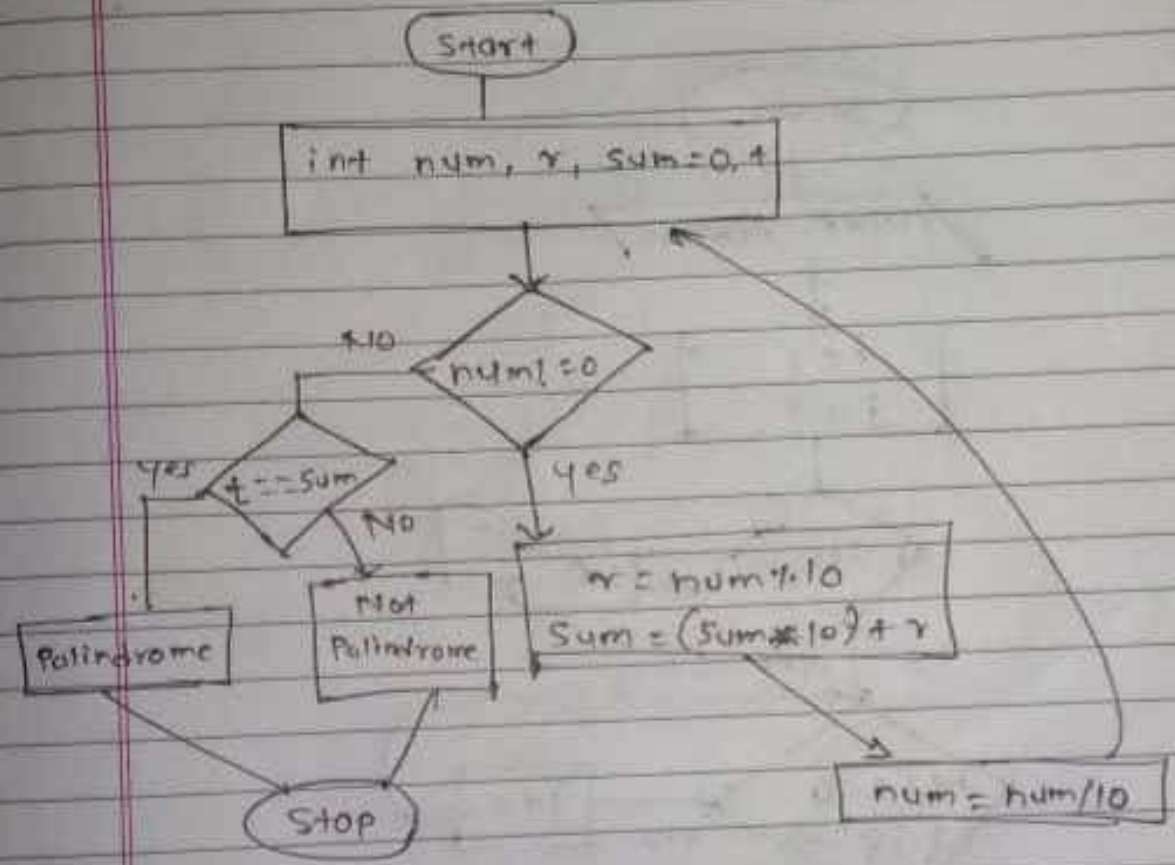 Start
int num, r, sum=0, t
num!=0
No
yes
t==sum
yes
No
r = num%10
Sum = (sum*10)+r
Not
Palindrome
Palindrome
num = num/10
Stop